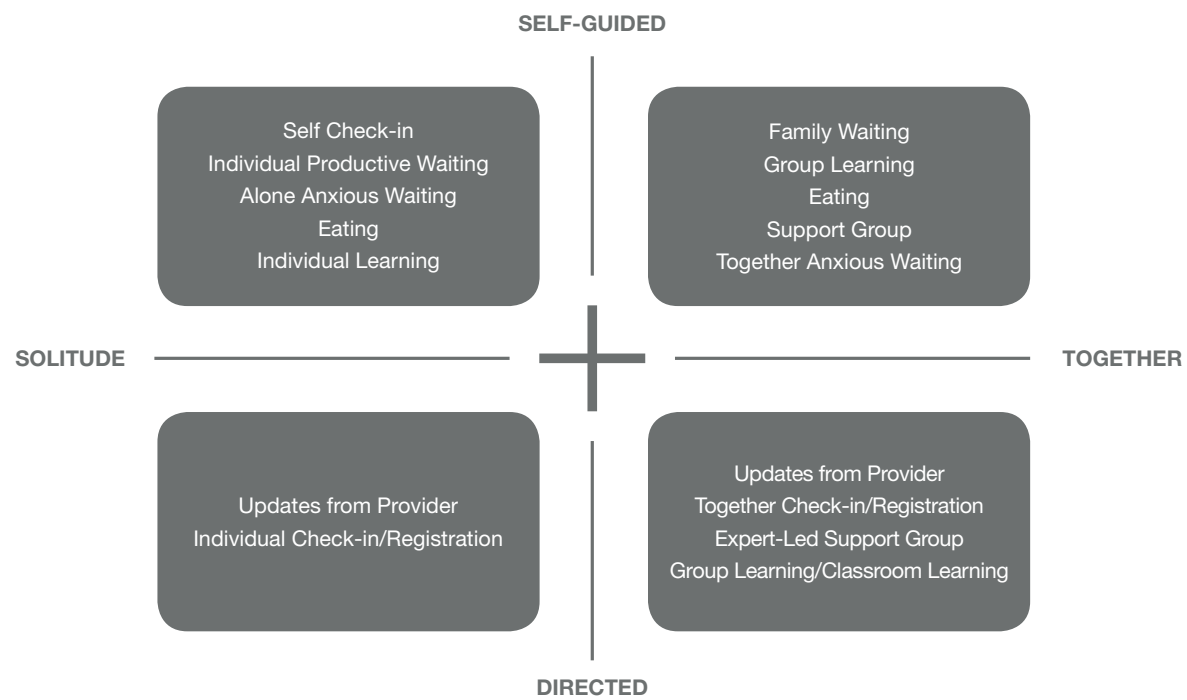 SELF-GUIDED
Self Check-in
Individual Productive Waiting
Alone Anxious Waiting
Eating
Individual Learning
Family Waiting
Group Learning
Eating
Support Group
Together Anxious Waiting
SOLITUDE
TOGETHER
Updates from Provider
Individual Check-in/Registration
Updates from Provider
Together Check-in/Registration
Expert-Led Support Group
Group Learning/Classroom Learning
DIRECTED